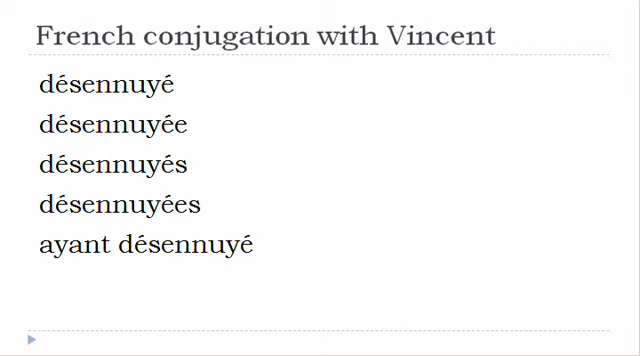 French conjugation with Vincent
désennuyé
désennuyée
désennuyés
désennuyées
ayant désennuyé